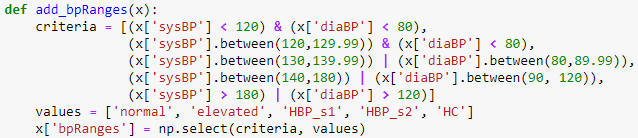 def add_bpRanges(x):
    criteria = [(x['sysBP'] < 120) & (x['diaBP'] < 80),
                (x['sysBP'].between(120,129.99)) & (x['diaBP'] < 80),
                (x['sysBP'].between(130,139.99)) | (x['diaBP'].between(80,89.99)),
                (x['sysBP'].between(140,180)) | (x['diaBP'].between(90, 120)),
                (x['sysBP'] > 180) | (x['diaBP'] > 120)]
    values = ['normal', 'elevated', 'HBP_s1', 'HBP_s2', 'HC']
    x['bpRanges'] = np.select(criteria, values)